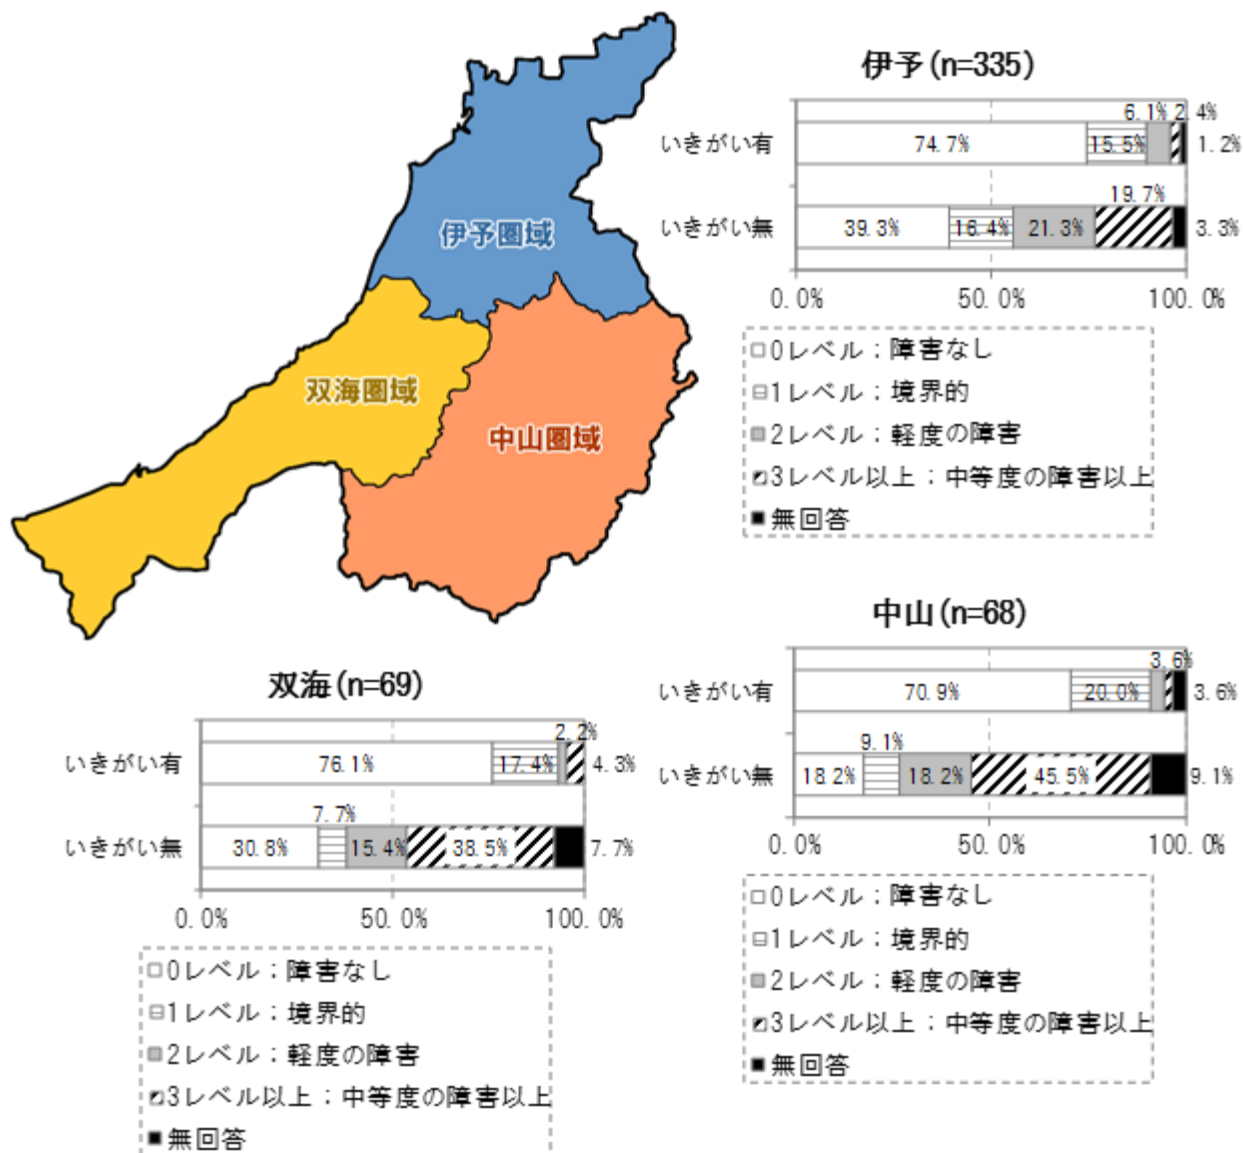 伊予圏域
双海圏域
中山圏域
伊予(n=335)
6.1% 2.4%
いきがい有 74.7% 15.5% 1.2%
19.7%
いきがい無 39.3% 16.4% 21.3% 3.3%
0.0% 50.0% 100.0%
0レベル：障害なし
1レベル：境界的
2レベル：軽度の障害
3レベル以上：中等度の障害以上
無回答
双海(n=69)
2.2%
いきがい有 76.1% 17.4% 4.3%
7.7%
いきがい無 30.8% 15.4% 38.5% 7.7%
0.0% 50.0% 100.0%
0レベル：障害なし
1レベル：境界的
2レベル：軽度の障害
3レベル以上：中等度の障害以上
無回答
中山(n=68)
3.6%
いきがい有 70.9% 20.0% 3.6%
9.1%
いきがい無 18.2% 18.2% 45.5% 9.1%
0.0% 50.0% 100.0%
0レベル：障害なし
1レベル：境界的
2レベル：軽度の障害
3レベル以上：中等度の障害以上
無回答